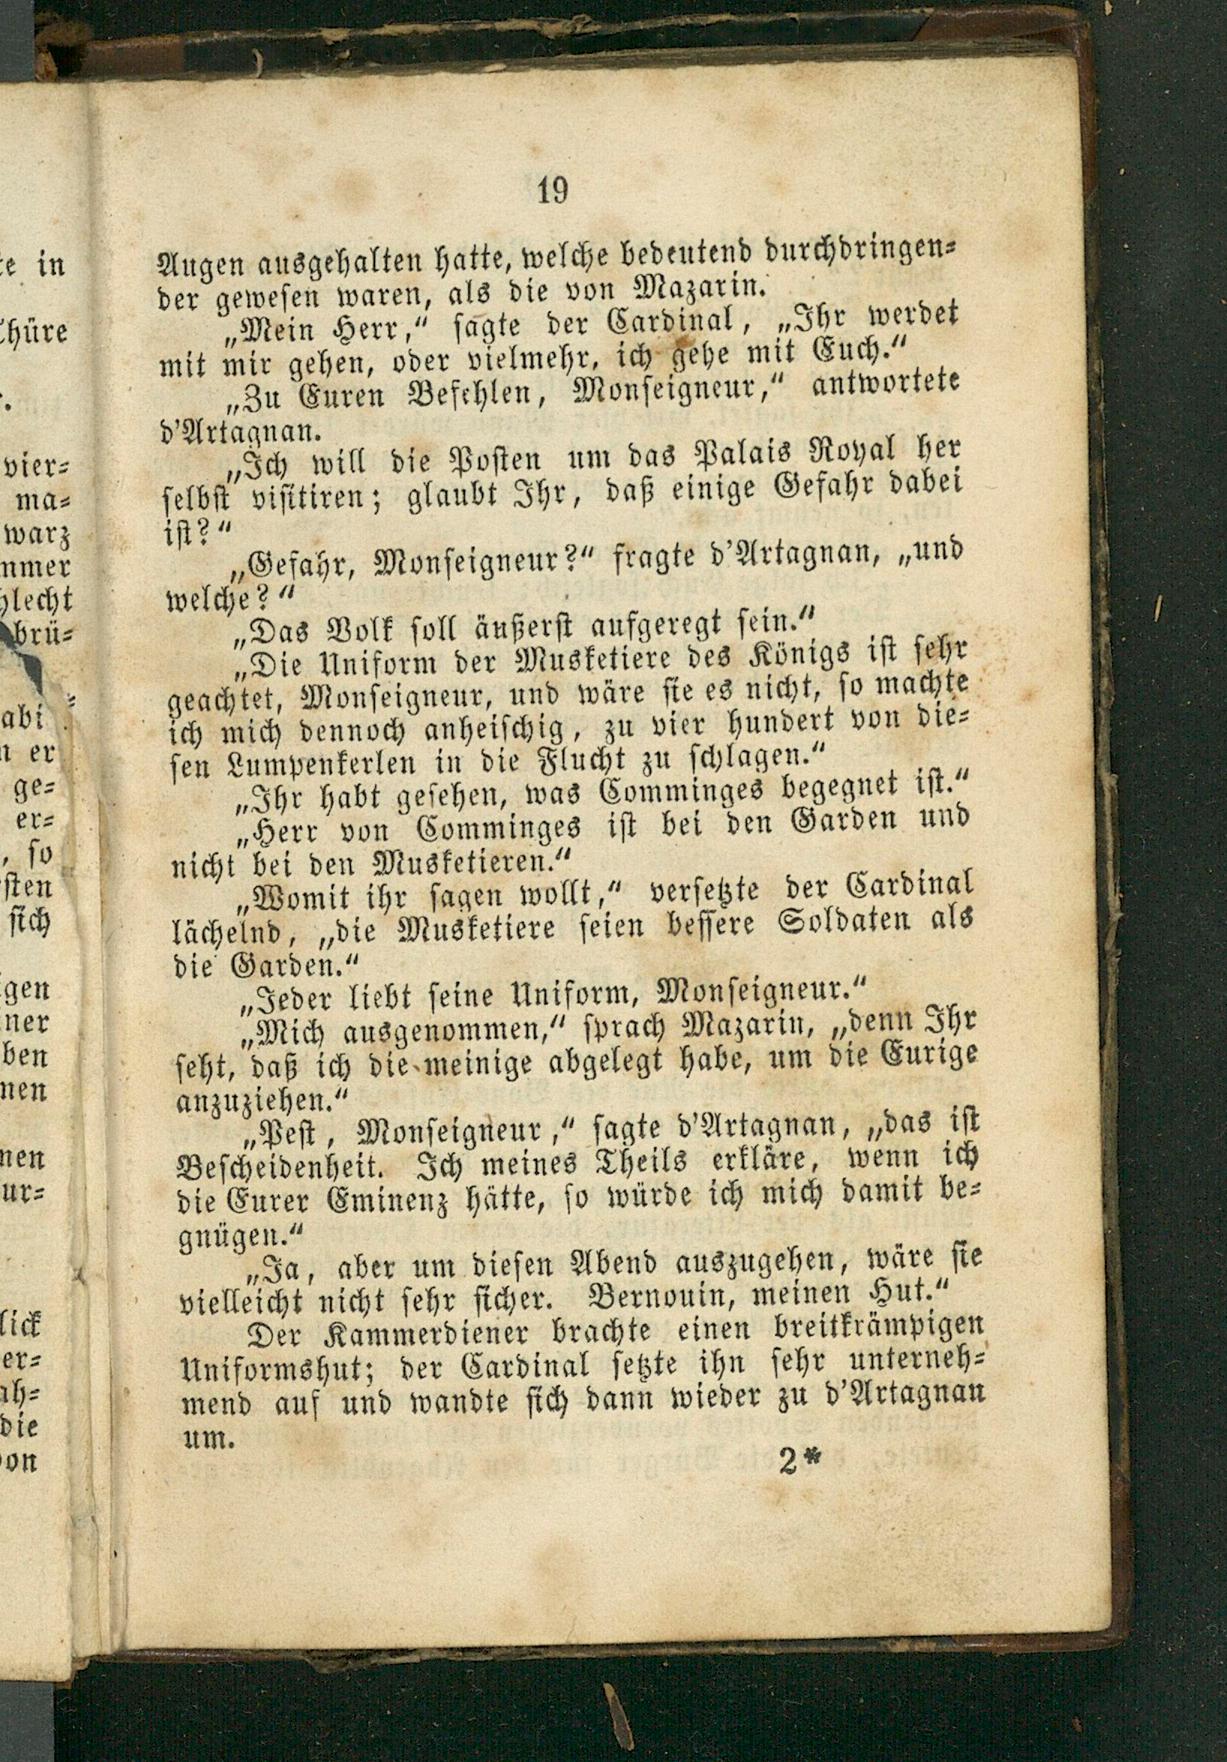 19
Augen ausgehalten hatte, welche bedeutend durchdringen=
der gewesen waren, als die von Mazarin.
„Mein Herr,“ sagte der Cardinal, „Ihr werdet
mit mir gehen, oder vielmehr, ich gehe mit Euch.“
„Zu Euren Befehlen, Monseigneur,“ antwortete
d'Artagnan.
„Ich will die Posten um das Palais Royal her
selbst visitiren; glaubt Ihr, daß einige Gefahr dabei
ist?“
„Gefahr, Monseigneur?“ fragte d'Artagnan, „und
welche?“
„Das Volk soll äußerst aufgeregt sein.“
„Die Uniform der Musketiere des Königs ist sehr
geachtet, Monseigneur, und wäre sie es nicht, so machte
ich mich dennoch anheischig, zu vier hundert von die=
sen Lumpenkerlen in die Flucht zu schlagen.“
„Ihr habt gesehen, was Comminges begegnet ist.“
„Herr von Comminges ist bei den Garden und
nicht bei den Musketieren.“
„Womit ihr sagen wollt,“ versetzte der Cardinal
lächelnd, „die Musketiere seien bessere Soldaten als
die Garden.“
„Jeder liebt seine Uniform, Monseigneur.“
„Mich ausgenommen,“ sprach Mazarin, „denn Ihr
seht, daß ich die meinige abgelegt habe, um die Eurige
anzuziehen.“
„Pest, Monseigneur,“ sagte d'Artagnan, „das ist
Bescheidenheit. Ich meines Theils erkläre, wenn ich
die Eurer Eminenz hätte, so würde ich mich damit be=
gnügen.“
„Ja, aber um diesen Abend auszugehen, wäre sie
vielleicht nicht sehr sicher. Bernouin, meinen Hut.“
Der Kammerdiener brachte einen breitkrämpigen
Uniformshut; der Cardinal setzte ihn sehr unterneh=
mend auf und wandte sich dann wieder zu d'Artagnan
um.
2*